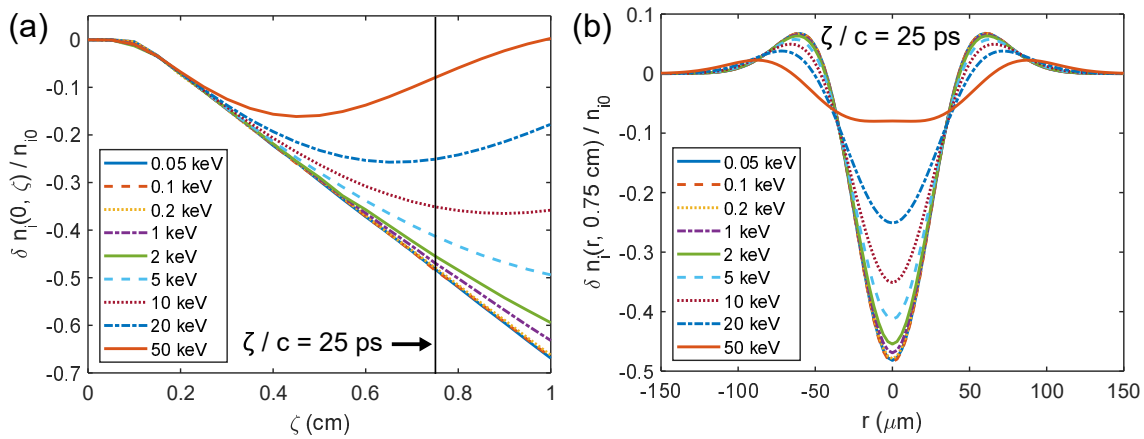 (a)
0
-0.1
-0.2
-0.3
-0.4
-0.5
-0.6
-0.7
δ n_i(0, ζ) / n_i0
0.05 keV
0.1 keV
0.2 keV
1 keV
2 keV
5 keV
10 keV
20 keV
50 keV
ζ / c = 25 ps
0 0.2 0.4 0.6 0.8 1
ζ (cm)
(b)
ζ / c = 25 ps
0.1
0
-0.1
-0.2
-0.3
-0.4
-0.5
δ n_i(r, 0.75 cm) / n_i0
0.05 keV
0.1 keV
0.2 keV
1 keV
2 keV
5 keV
10 keV
20 keV
50 keV
-150 -100 -50 0 50 100 150
r (μm)